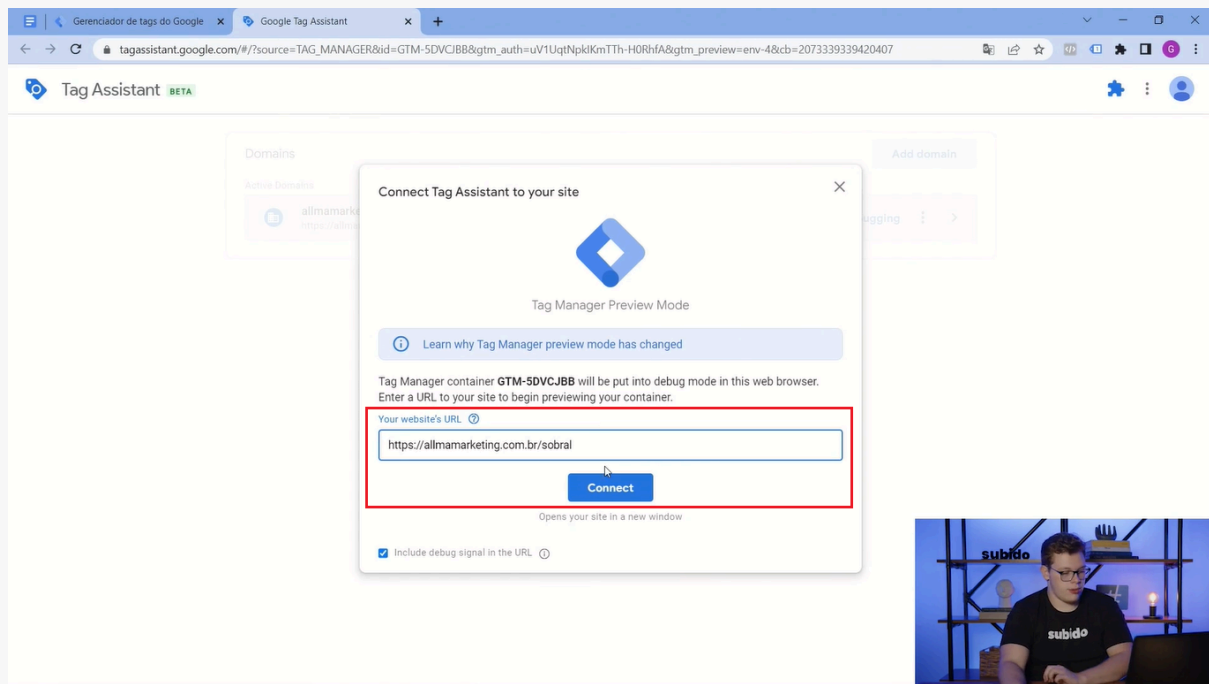 Gerenciador de tags do Google
Google Tag Assistant
tagassistant.google.com/#/?source=TAG_MANAGER&id=GTM-5DVCJBB&gtm_auth=uV1UqtNpkIKmTTh-H0RhfA&gtm_preview=env-4&cb=2073339339420407
G
Tag Assistant BETA
Domains
Add domain
Active Domains
Connect Tag Assistant to your site
Tag Manager Preview Mode
Learn why Tag Manager preview mode has changed
Tag Manager container GTM-5DVCJBB will be put into debug mode in this web browser.
Enter a URL to your site to begin previewing your container.
Your website's URL
https://allmamarketing.com.br/sobral
Connect
Opens your site in a new window
Include debug signal in the URL
subido
subido